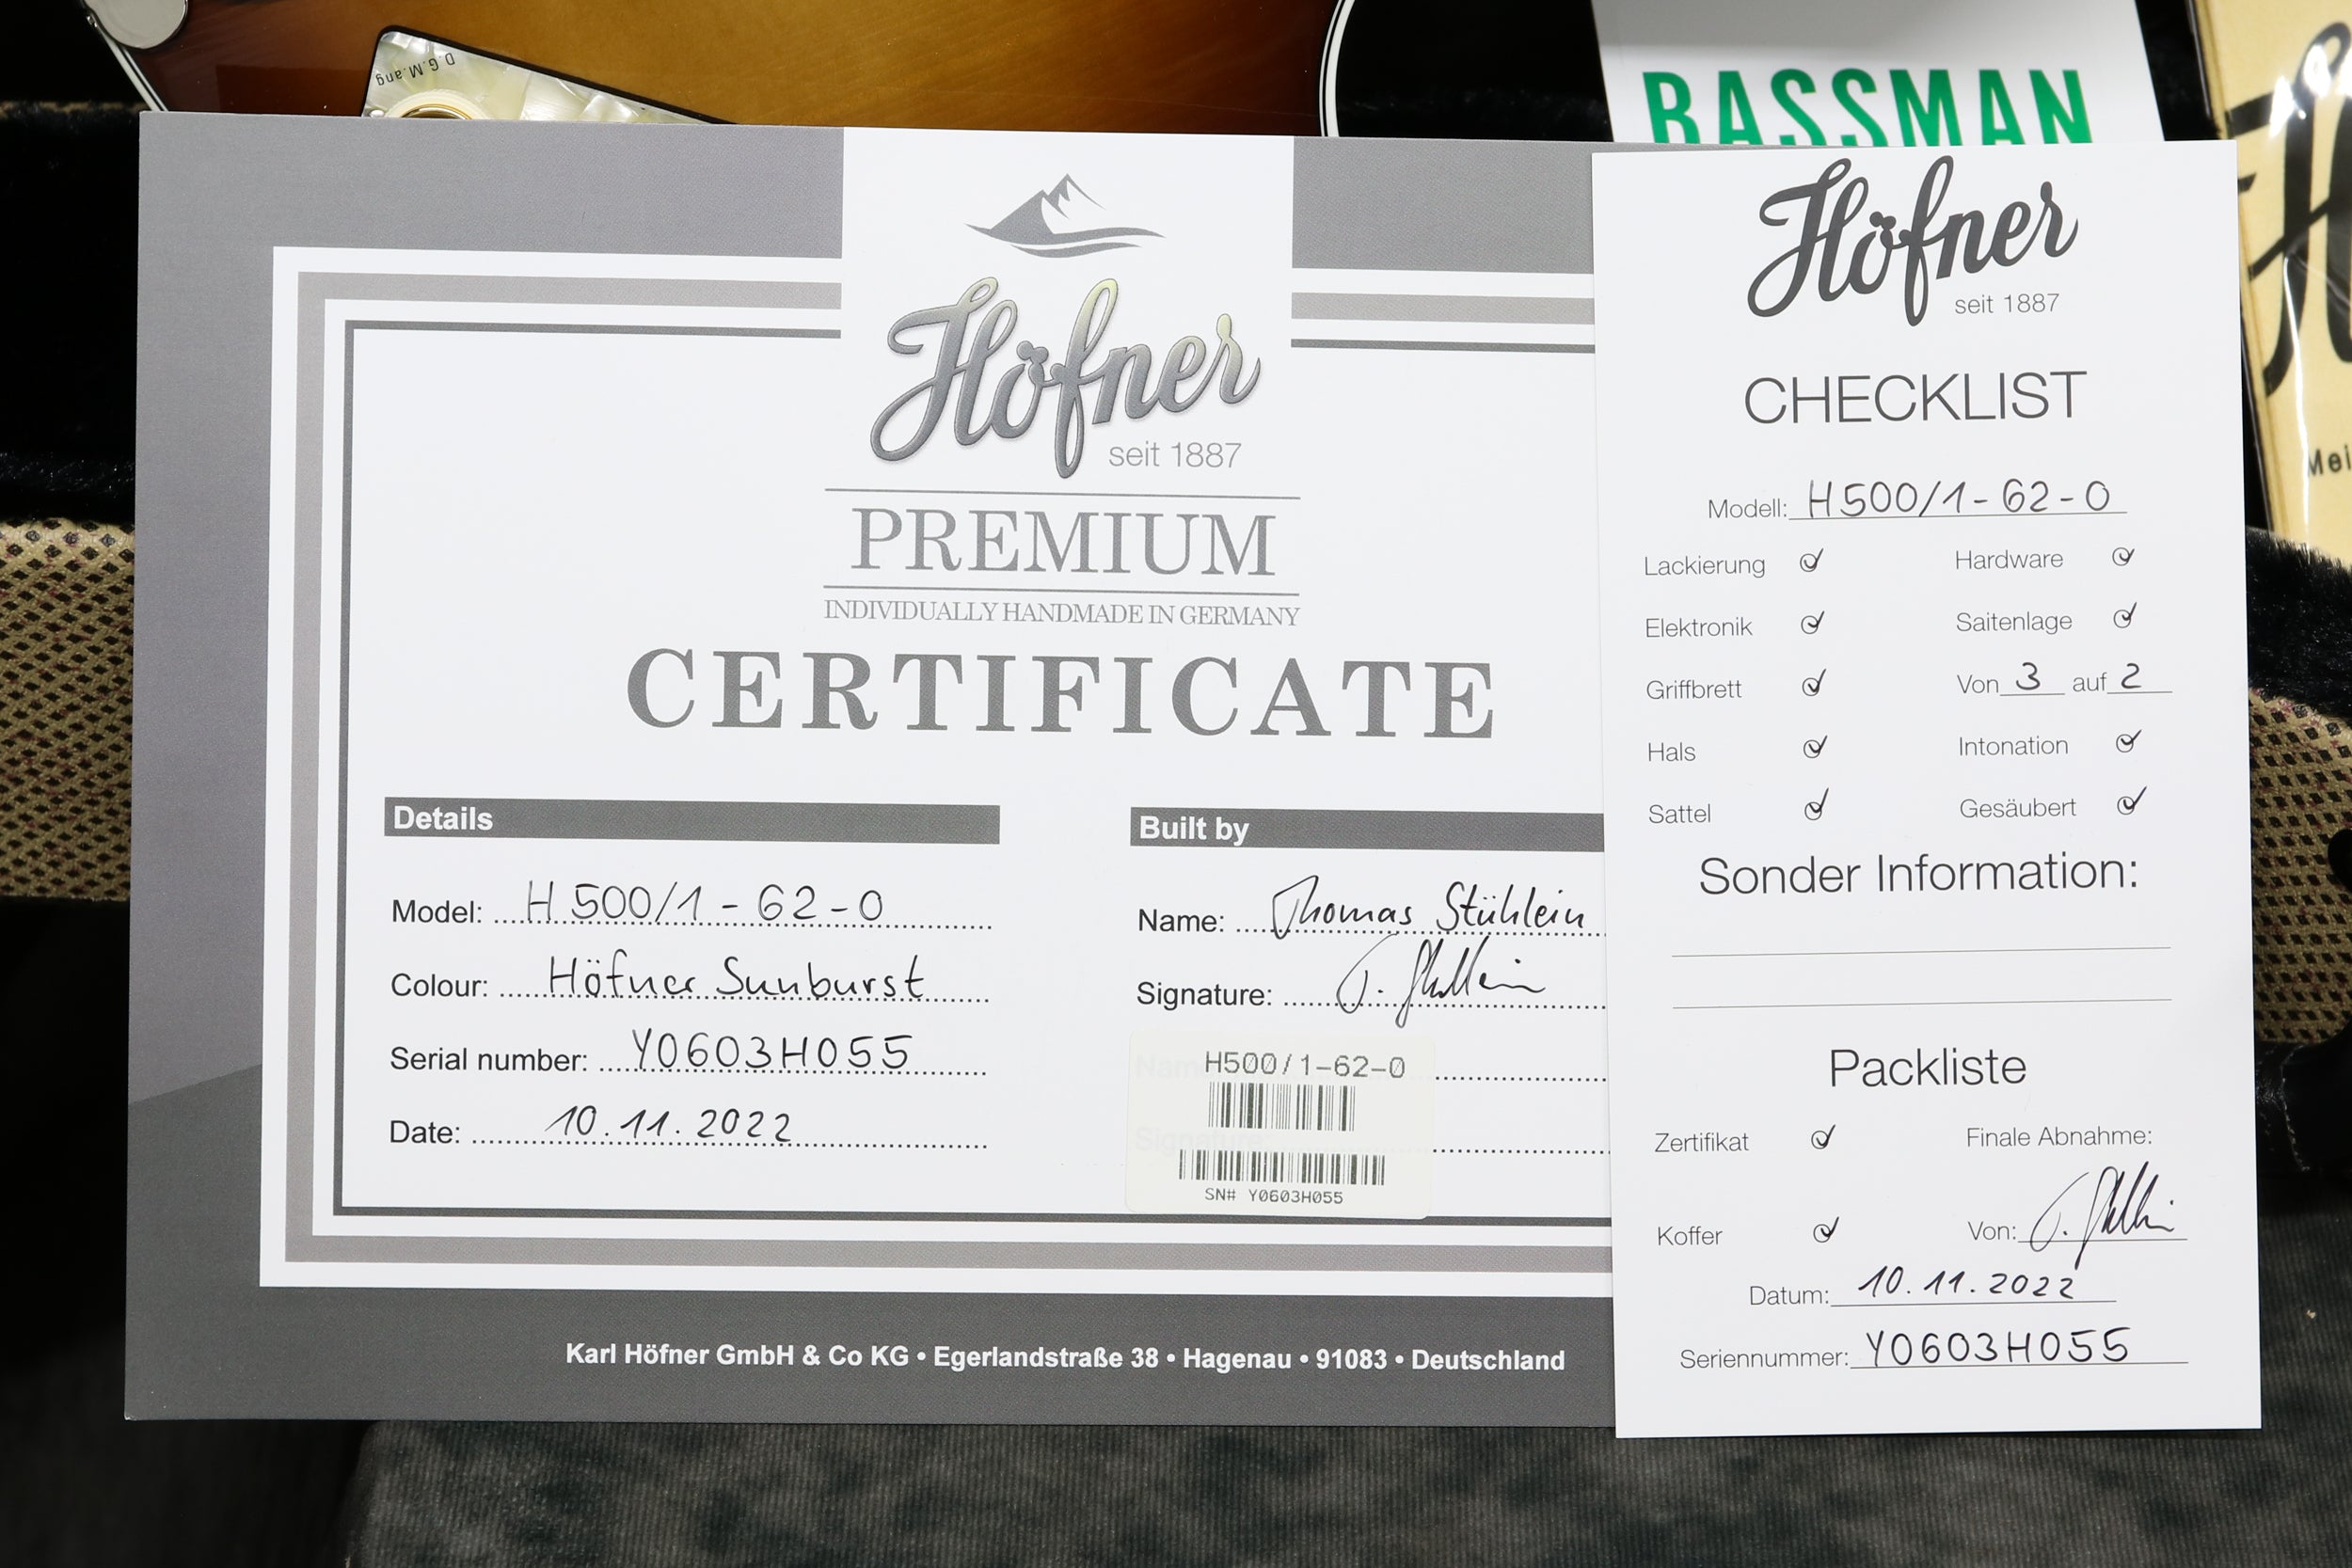 D.G.M.ang
BASSMAN
Höfner
seit 1887
PREMIUM
INDIVIDUALLY HANDMADE IN GERMANY
CERTIFICATE
Details
Model: H 500/1-62-0
Colour: Höfner Sunburst
Serial number: Y0603H055
Date: 10.11.2022
Built by
Name: Thomas Stühlein
Signature:
Name
H500/1-62-0
Signature:
SN# Y0603H055
Karl Höfner GmbH & Co KG • Egerlandstraße 38 • Hagenau • 91083 • Deutschland
Höfner
seit 1887
CHECKLIST
Modell: H500/1-62-0
Lackierung Hardware
Elektronik Saitenlage
Griffbrett Von 3 auf 2
Hals Intonation
Sattel Gesäubert
Sonder Information:
Packliste
Zertifikat Finale Abnahme:
Koffer Von:
Datum: 10.11.2022
Seriennummer: Y0603H055
Mei